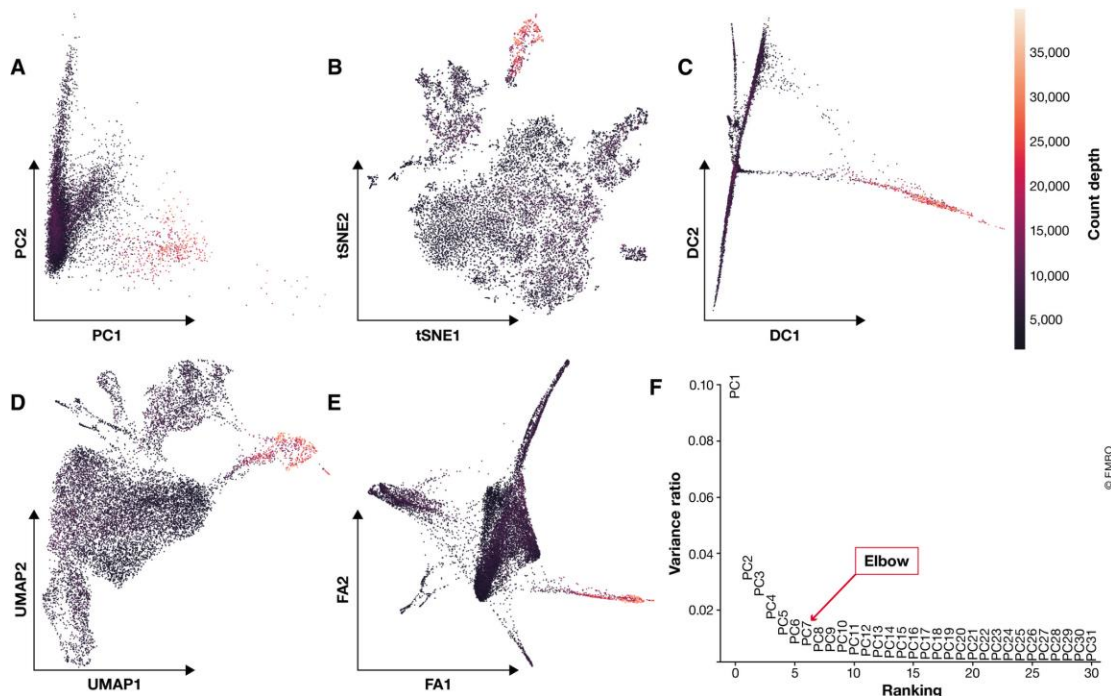 A
PC2
PC1
B
tSNE2
tSNE1
C
DC2
DC1
35,000
30,000
25,000
20,000
15,000
10,000
5,000
Count depth
D
UMAP2
UMAP1
E
FA2
FA1
F
Variance ratio
0.10
0.08
0.06
0.04
0.02
PC1
PC2
PC3
PC4
PC5
PC6
PC7
PC8
PC9
PC10
PC11
PC12
PC13
PC14
PC15
PC16
PC17
PC18
PC19
PC20
PC21
PC22
PC23
PC24
PC25
PC26
PC27
PC28
PC29
PC30
PC31
Elbow
0 5 10 15 20 25 30
Ranking
© EMBO